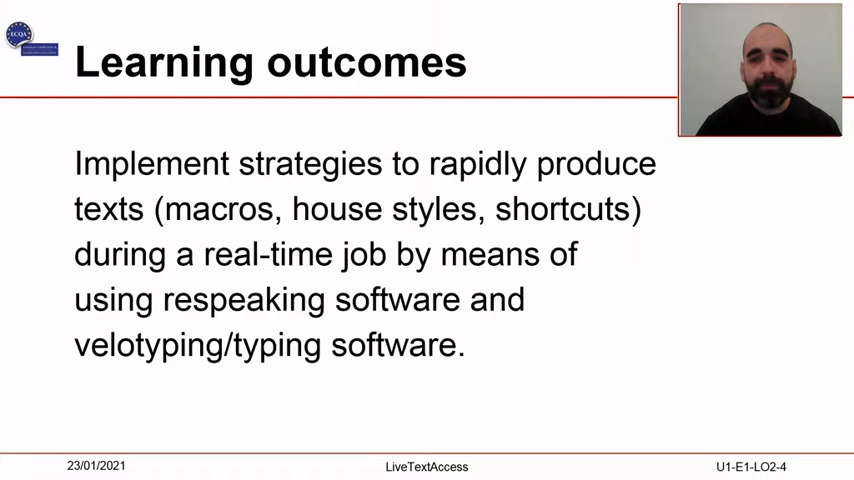 ECQA
Learning outcomes
Implement strategies to rapidly produce
texts (macros, house styles, shortcuts)
during a real-time job by means of
using respeaking software and
velotyping/typing software.
23/01/2021
LiveTextAccess
U1-E1-LO2-4